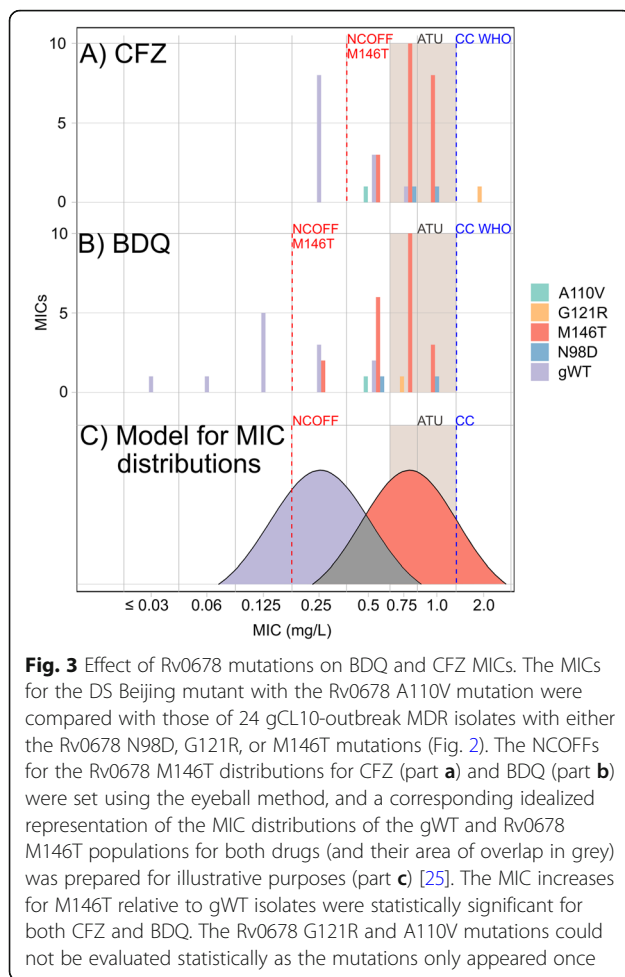 A) CFZ
NCOFF
M146T
ATU
CC WHO
10
5
0
B) BDQ
NCOFF
M146T
ATU
CC WHO
10
5
0
MICs
A110V
G121R
M146T
N98D
gWT
C) Model for MIC
distributions
NCOFF
ATU
CC
≤ 0.03 0.06 0.125 0.25 0.5 0.75 1.0 2.0
MIC (mg/L)
Fig. 3 Effect of Rv0678 mutations on BDQ and CFZ MICs. The MICs
for the DS Beijing mutant with the Rv0678 A110V mutation were
compared with those of 24 gCL10-outbreak MDR isolates with either
the Rv0678 N98D, G121R, or M146T mutations (Fig. 2). The NCOFFs
for the Rv0678 M146T distributions for CFZ (part a) and BDQ (part b)
were set using the eyeball method, and a corresponding idealized
representation of the MIC distributions of the gWT and Rv0678
M146T populations for both drugs (and their area of overlap in grey)
was prepared for illustrative purposes (part c) [25]. The MIC increases
for M146T relative to gWT isolates were statistically significant for
both CFZ and BDQ. The Rv0678 G121R and A110V mutations could
not be evaluated statistically as the mutations only appeared once